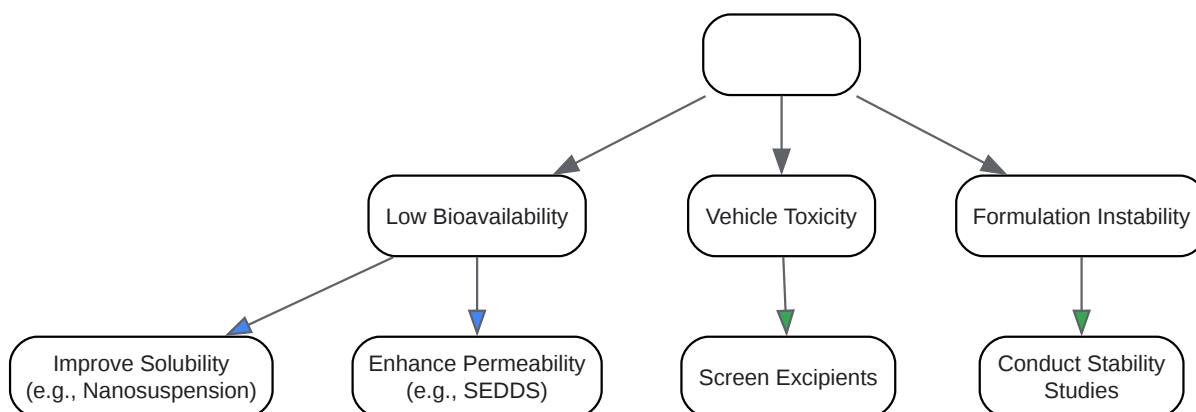 Low Bioavailability
Vehicle Toxicity
Formulation Instability
Improve Solubility
(e.g., Nanosuspension)
Enhance Permeability
(e.g., SEDDS)
Screen Excipients
Conduct Stability
Studies